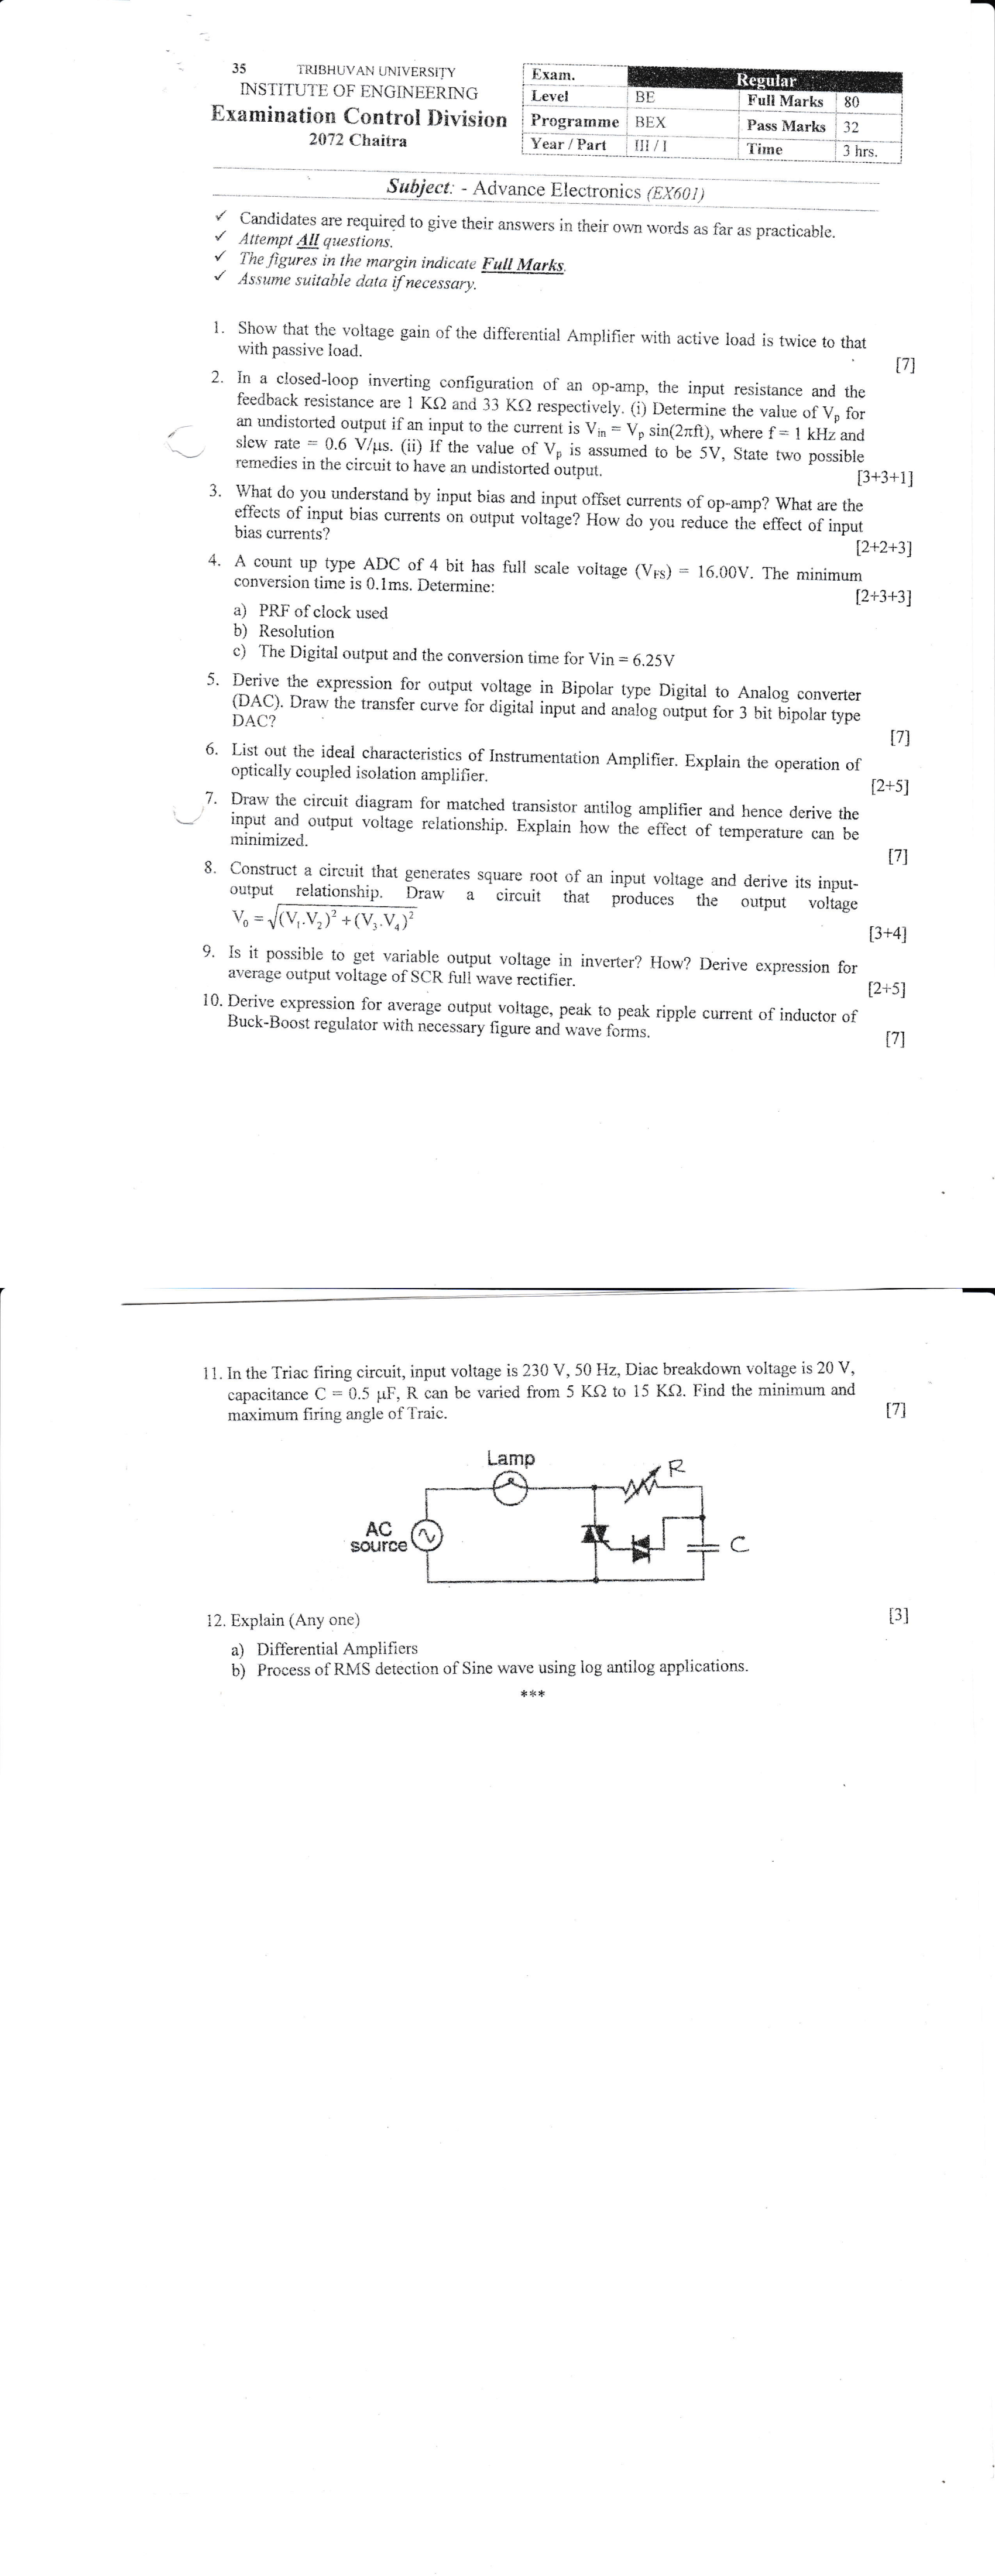 35 TRIBHUVAN UNIVERSITY
INSTITUTE OF ENGINEERING
Examination Control Division
2072 Chaitra
Exam. Regular
Level BE Full Marks 80
Programme BEX Pass Marks 32
Year / Part III / I Time 3 hrs.
Subject: - Advance Electronics (EX601)
✓ Candidates are required to give their answers in their own words as far as practicable.
✓ Attempt All questions.
✓ The figures in the margin indicate Full Marks.
✓ Assume suitable data if necessary.
1. Show that the voltage gain of the differential Amplifier with active load is twice to that
with passive load. [7]
2. In a closed-loop inverting configuration of an op-amp, the input resistance and the
feedback resistance are 1 KΩ and 33 KΩ respectively. (i) Determine the value of Vp for
an undistorted output if an input to the current is Vin = Vp sin(2πft), where f = 1 kHz and
slew rate = 0.6 V/μs. (ii) If the value of Vp is assumed to be 5V, State two possible
remedies in the circuit to have an undistorted output. [3+3+1]
3. What do you understand by input bias and input offset currents of op-amp? What are the
effects of input bias currents on output voltage? How do you reduce the effect of input
bias currents? [2+2+3]
4. A count up type ADC of 4 bit has full scale voltage (VFS) = 16.00V. The minimum
conversion time is 0.1ms. Determine: [2+3+3]
a) PRF of clock used
b) Resolution
c) The Digital output and the conversion time for Vin = 6.25V
5. Derive the expression for output voltage in Bipolar type Digital to Analog converter
(DAC). Draw the transfer curve for digital input and analog output for 3 bit bipolar type
DAC? [7]
6. List out the ideal characteristics of Instrumentation Amplifier. Explain the operation of
optically coupled isolation amplifier. [2+5]
7. Draw the circuit diagram for matched transistor antilog amplifier and hence derive the
input and output voltage relationship. Explain how the effect of temperature can be
minimized. [7]
8. Construct a circuit that generates square root of an input voltage and derive its input-
output relationship. Draw a circuit that produces the output voltage
V₀ = √((V₁.V₂)² + (V₃.V₄)²) [3+4]
9. Is it possible to get variable output voltage in inverter? How? Derive expression for
average output voltage of SCR full wave rectifier. [2+5]
10. Derive expression for average output voltage, peak to peak ripple current of inductor of
Buck-Boost regulator with necessary figure and wave forms. [7]
11. In the Triac firing circuit, input voltage is 230 V, 50 Hz, Diac breakdown voltage is 20 V,
capacitance C = 0.5 μF, R can be varied from 5 KΩ to 15 KΩ. Find the minimum and
maximum firing angle of Traic. [7]
Lamp
R
AC
source
C
12. Explain (Any one) [3]
a) Differential Amplifiers
b) Process of RMS detection of Sine wave using log antilog applications.
***